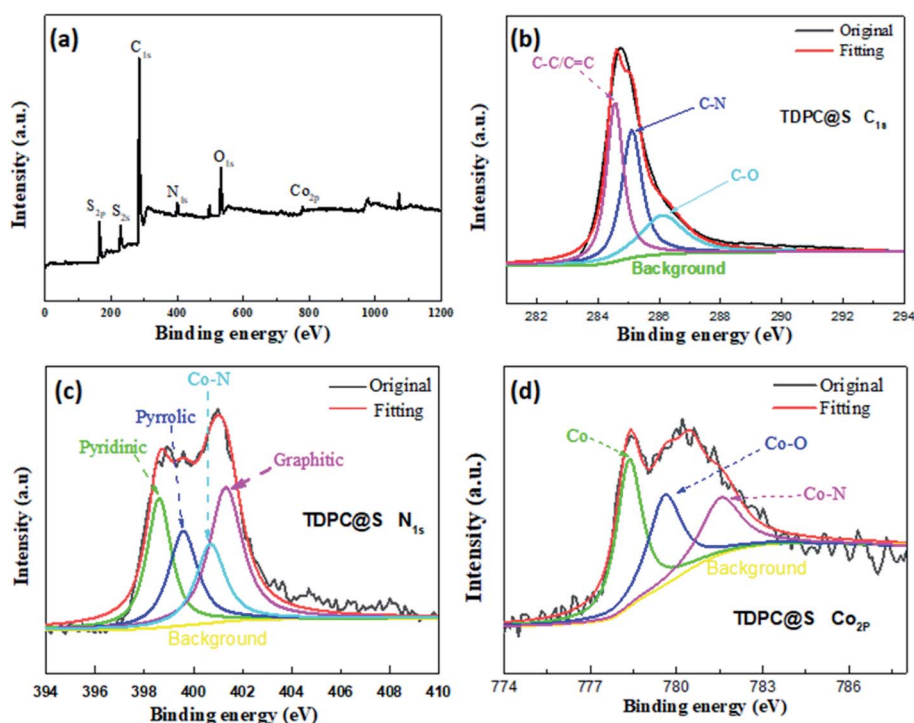 (a)
C1s
O1s
S2p
S2s
N1s
Co2p
Intensity (a.u.)
0 200 400 600 800 1000 1200
Binding energy (eV)
(b)
Original
Fitting
C-C/C=C
C-N
TDPC@S C1s
C-O
Background
Intensity (a.u.)
282 284 286 288 290 292 294
Binding energy (eV)
(c)
Co-N
Original
Fitting
Pyrrolic
Pyridinic
Graphitic
TDPC@S N1s
Background
Intensity (a.u.)
394 396 398 400 402 404 406 408 410
Binding energy (eV)
(d)
Original
Fitting
Co
Co-O
Co-N
Background
TDPC@S Co2P
Intensity (a.u)
774 777 780 783 786
Binding energy (eV)